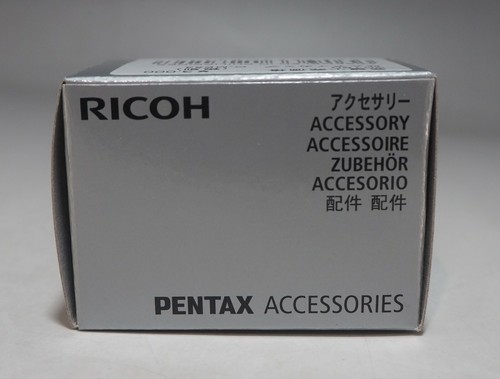 RICOH
アクセサリー
ACCESSORY
ACCESSOIRE
ZUBEHÖR
ACCESORIO
配件 配件
PENTAX ACCESSORIES